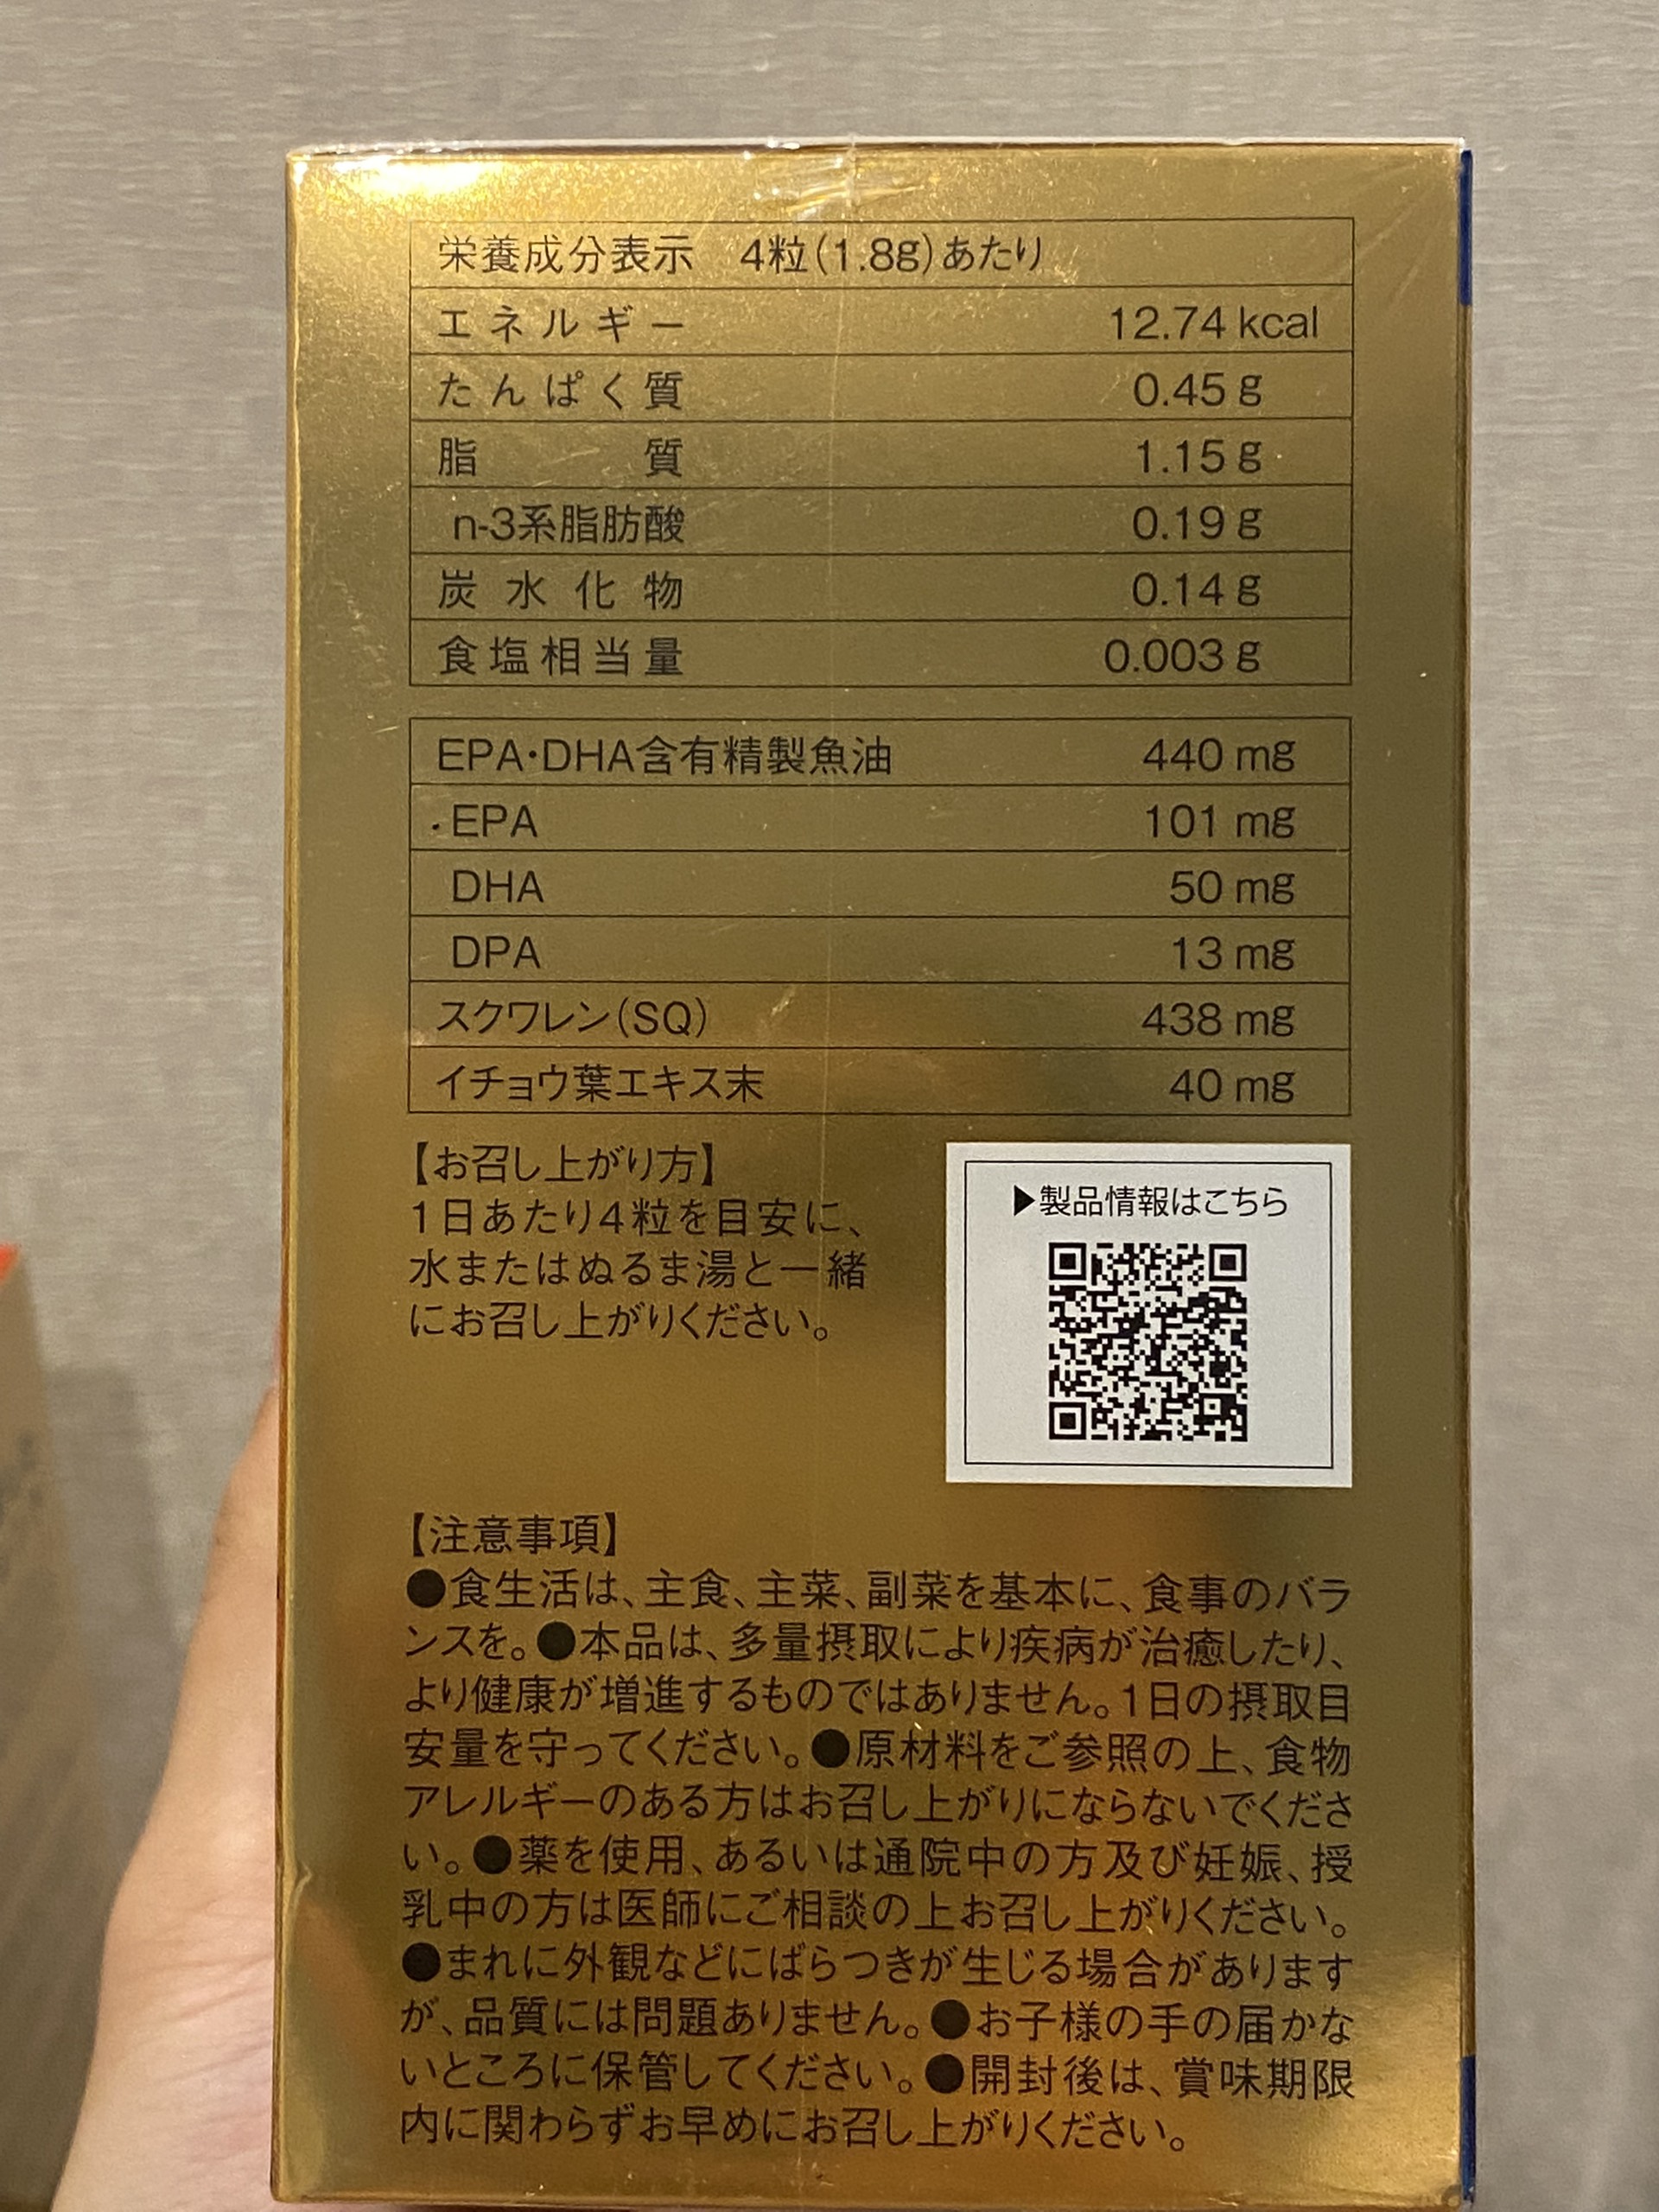 栄養成分表示 4粒(1.8g)あたり
エネルギー 12.74 kcal
たんぱく質 0.45 g
脂質 1.15 g
n-3系脂肪酸 0.19 g
炭水化物 0.14 g
食塩相当量 0.003 g
EPA・DHA含有精製魚油 440 mg
EPA 101 mg
DHA 50 mg
DPA 13 mg
スクワレン(SQ) 438 mg
イチョウ葉エキス末 40 mg
【お召し上がり方】
1日あたり4粒を目安に、
水またはぬるま湯と一緒
にお召し上がりください。
▶製品情報はこちら
【注意事項】
●食生活は、主食、主菜、副菜を基本に、食事のバラ
ンスを。●本品は、多量摂取により疾病が治癒したり、
より健康が増進するものではありません。1日の摂取目
安量を守ってください。●原材料をご参照の上、食物
アレルギーのある方はお召し上がりにならないでくださ
い。●薬を使用、あるいは通院中の方及び妊娠、授
乳中の方は医師にご相談の上お召し上がりください。
●まれに外観などにばらつきが生じる場合があります
が、品質には問題ありません。●お子様の手の届かな
いところに保管してください。●開封後は、賞味期限
内に関わらずお早めにお召し上がりください。